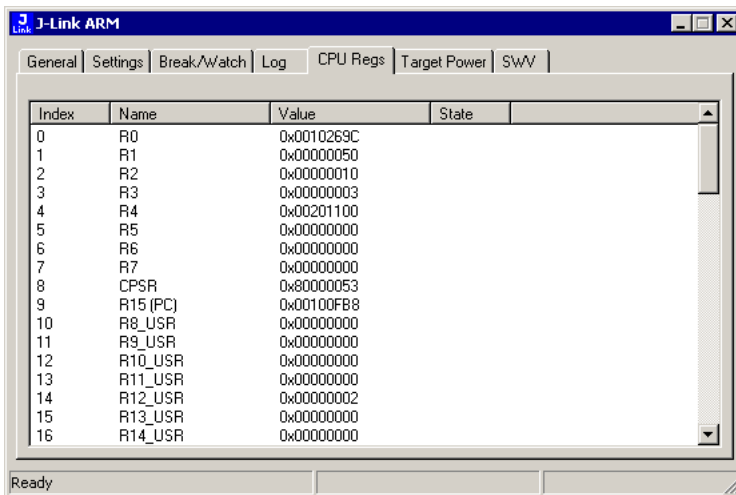 J Link J-Link ARM
General Settings Break/Watch Log CPU Regs Target Power SWV
Index Name Value State
0 R0 0x0010269C
1 R1 0x00000050
2 R2 0x00000010
3 R3 0x00000003
4 R4 0x00201100
5 R5 0x00000000
6 R6 0x00000000
7 R7 0x00000000
8 CPSR 0x80000053
9 R15 (PC) 0x00100FB8
10 R8_USR 0x00000000
11 R9_USR 0x00000000
12 R10_USR 0x00000000
13 R11_USR 0x00000000
14 R12_USR 0x00000002
15 R13_USR 0x00000000
16 R14_USR 0x00000000
Ready